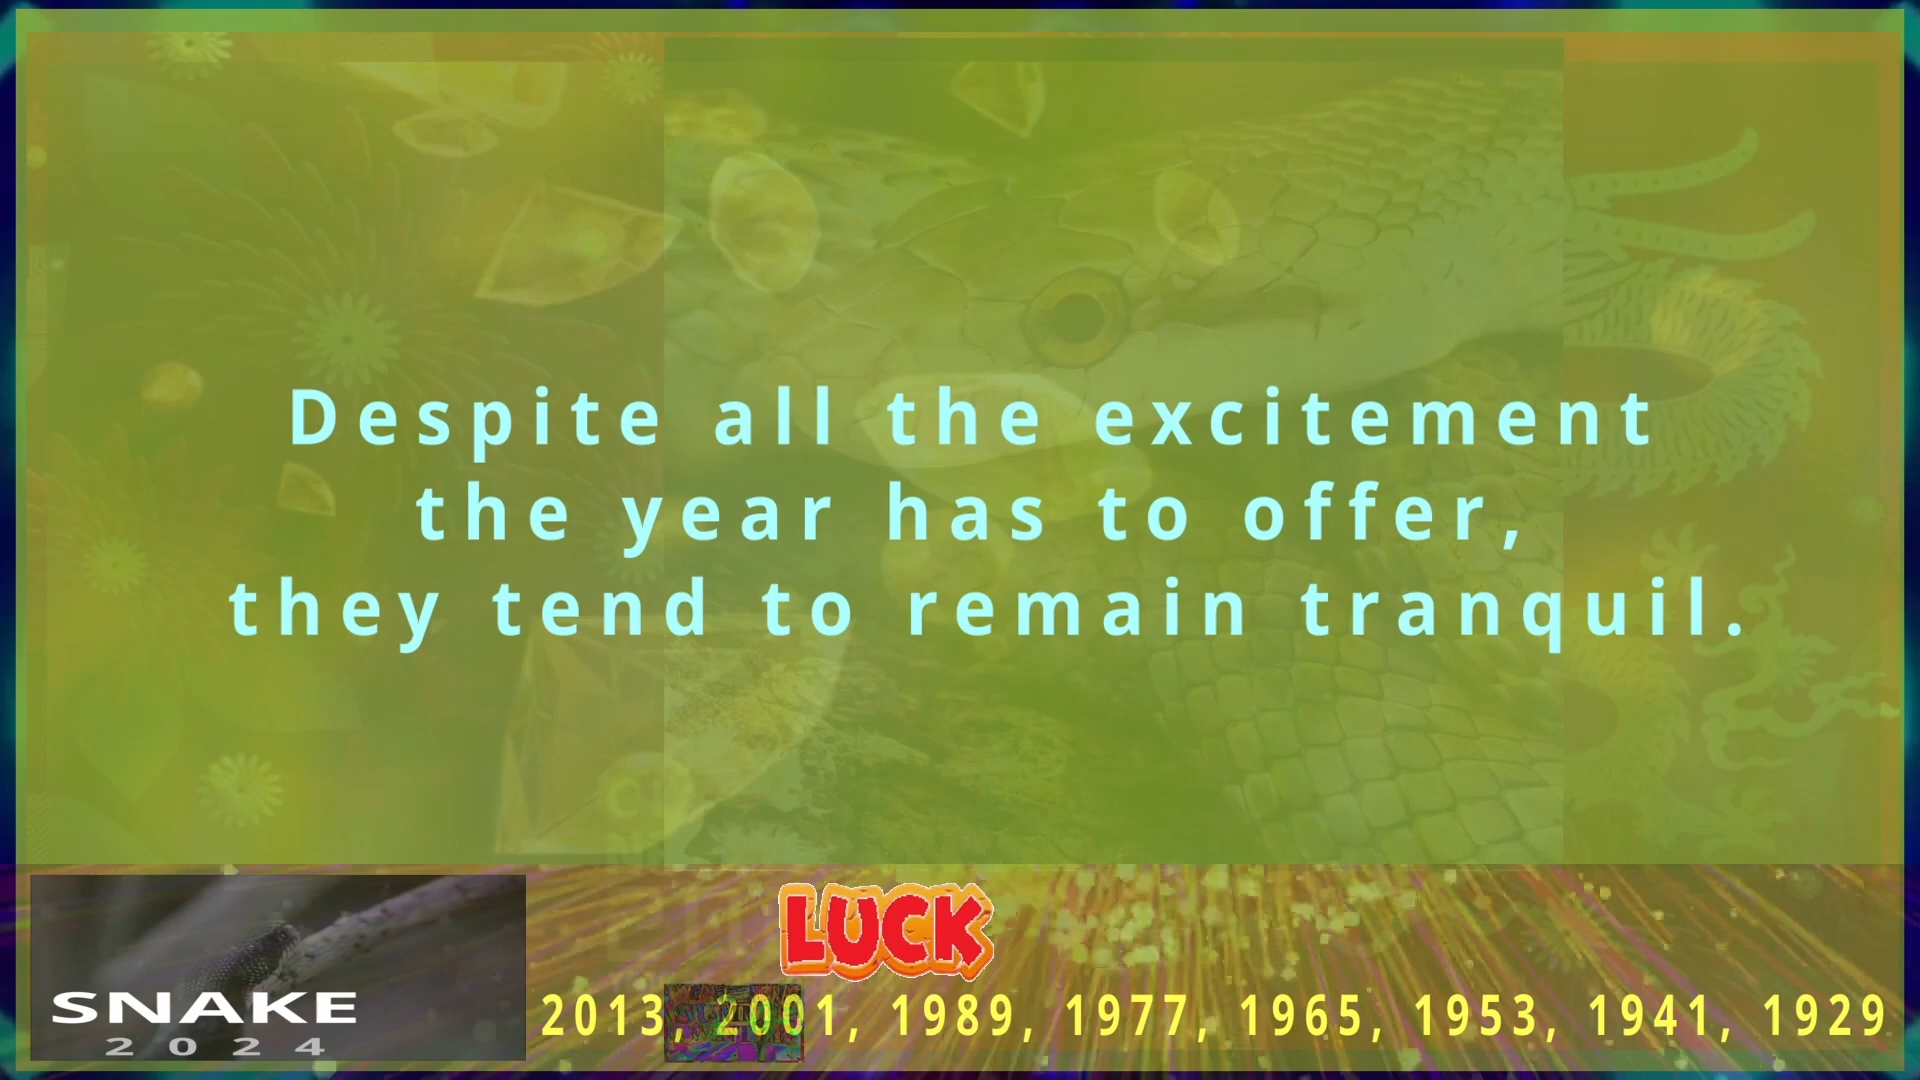 Despite all the excitement
the year has to offer,
they tend to remain tranquil.
LUCK
SNAKE
2024
2013, 2001, 1989, 1977, 1965, 1953, 1941, 1929